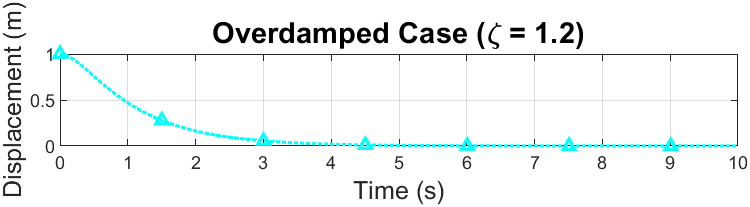 Overdamped Case (ζ = 1.2)
Displacement (m)
1
0.5
0
0 1 2 3 4 5 6 7 8 9 10
Time (s)